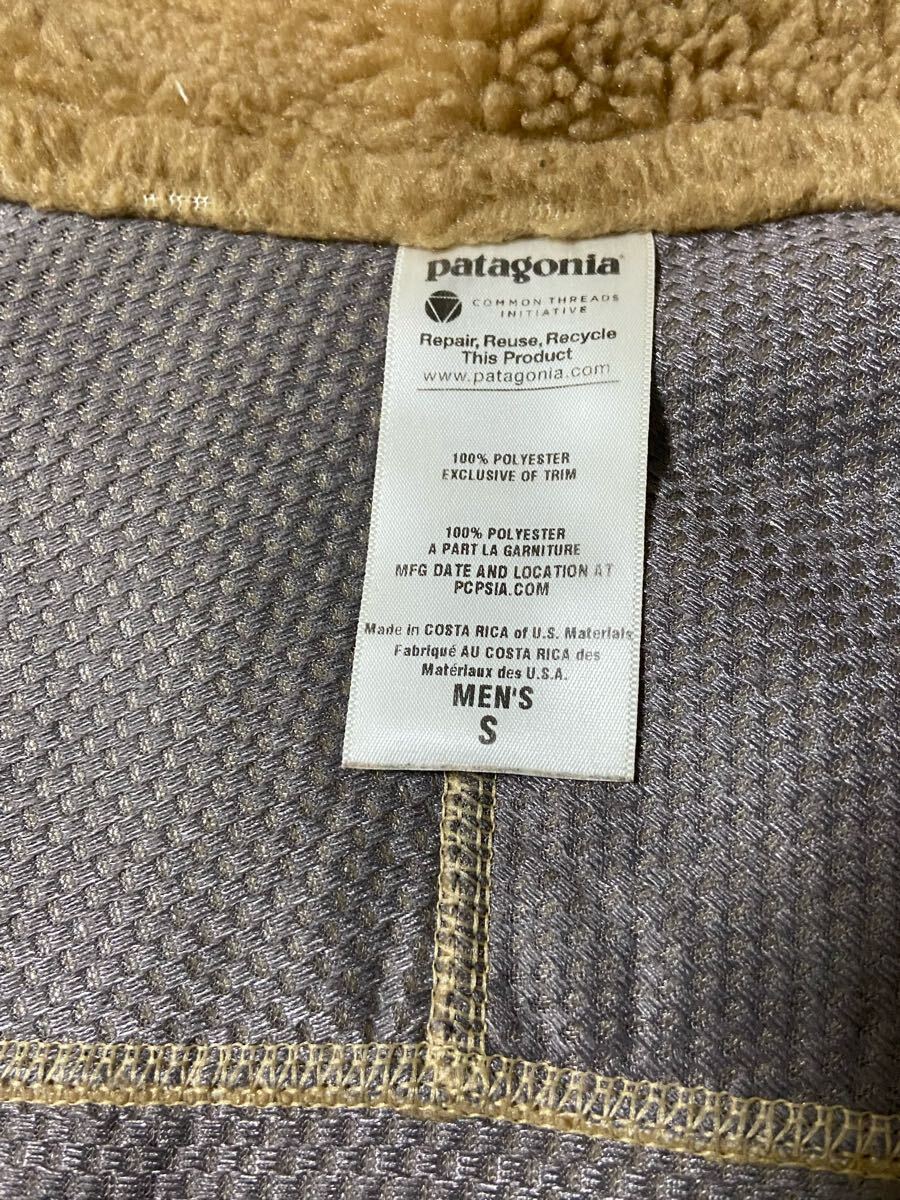 patagonia
COMMON THREADS
INITIATIVE
Repair, Reuse, Recycle
This Product
www.patagonia.com
100% POLYESTER
EXCLUSIVE OF TRIM
100% POLYESTER
A PART LA GARNITURE
MFG DATE AND LOCATION AT
PCPSIA.COM
Made in COSTA RICA of U.S. Materials
Fabriqué AU COSTA RICA des
Matériaux des U.S.A.
MEN'S
S